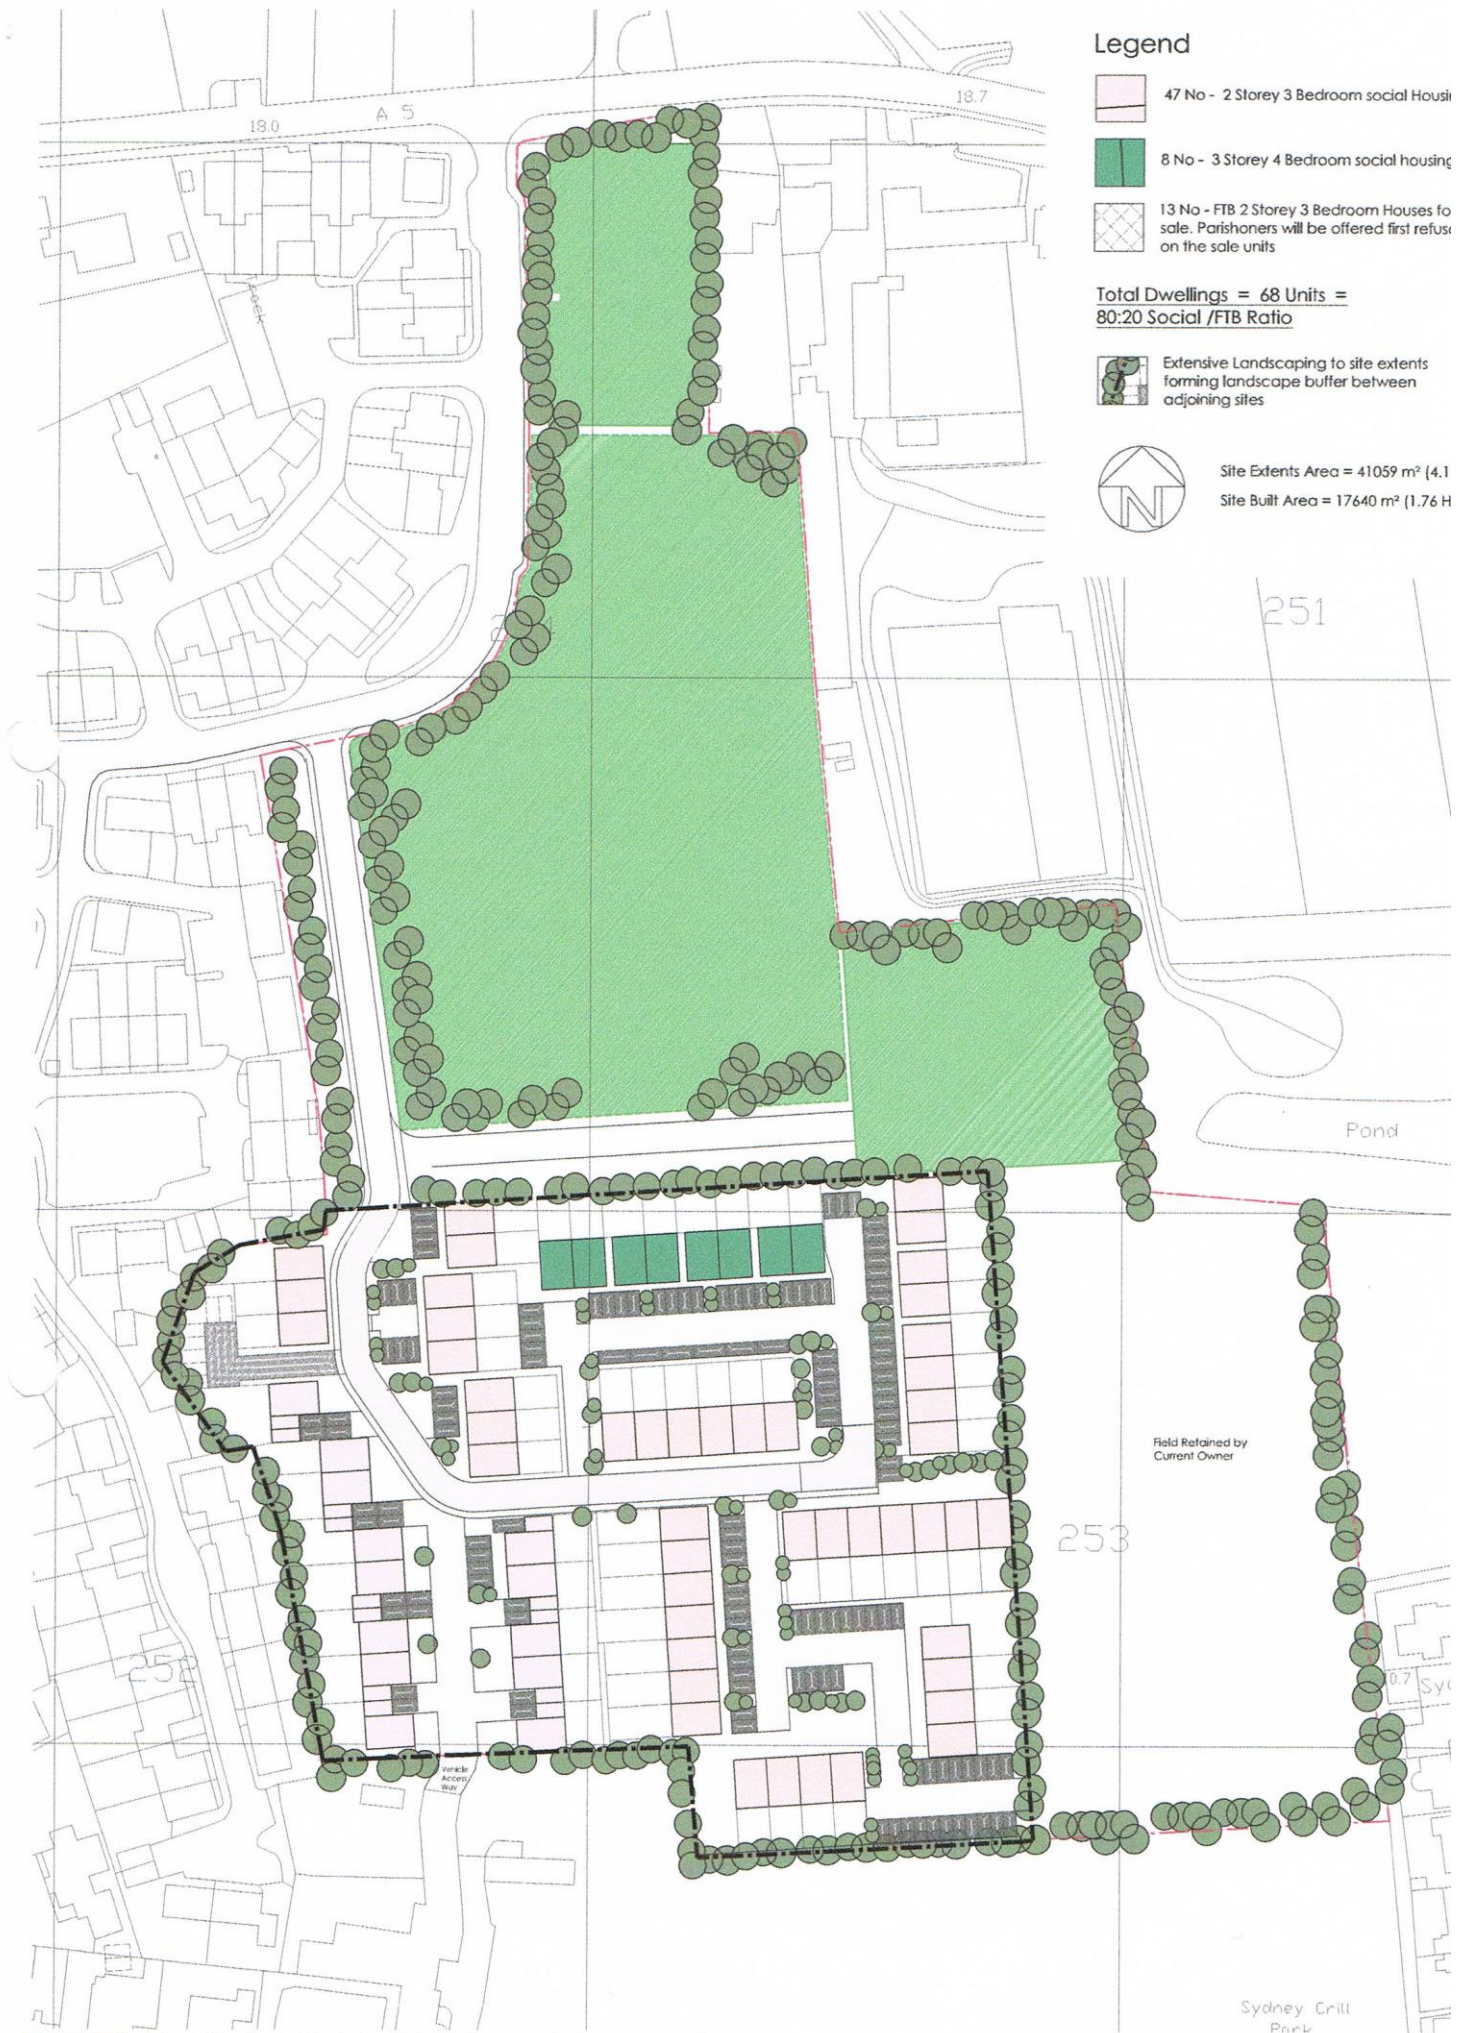 Legend
47 No - 2 Storey 3 Bedroom social Housi
8 No - 3 Storey 4 Bedroom social housing
13 No - FTB 2 Storey 3 Bedroom Houses fo
sale. Parishoners will be offered first refus
on the sale units
Total Dwellings = 68 Units =
80:20 Social /FTB Ratio
Extensive Landscaping to site extents
forming landscape buffer between
adjoining sites
N
Site Extents Area = 41059 m² (4.1
Site Built Area = 17640 m² (1.76 H
18.0
A 5
18.7
251
Pond
Field Retained by
Current Owner
253
252
0.7
Sy
Vehicle
Access
Way
Sydney Crill
Park